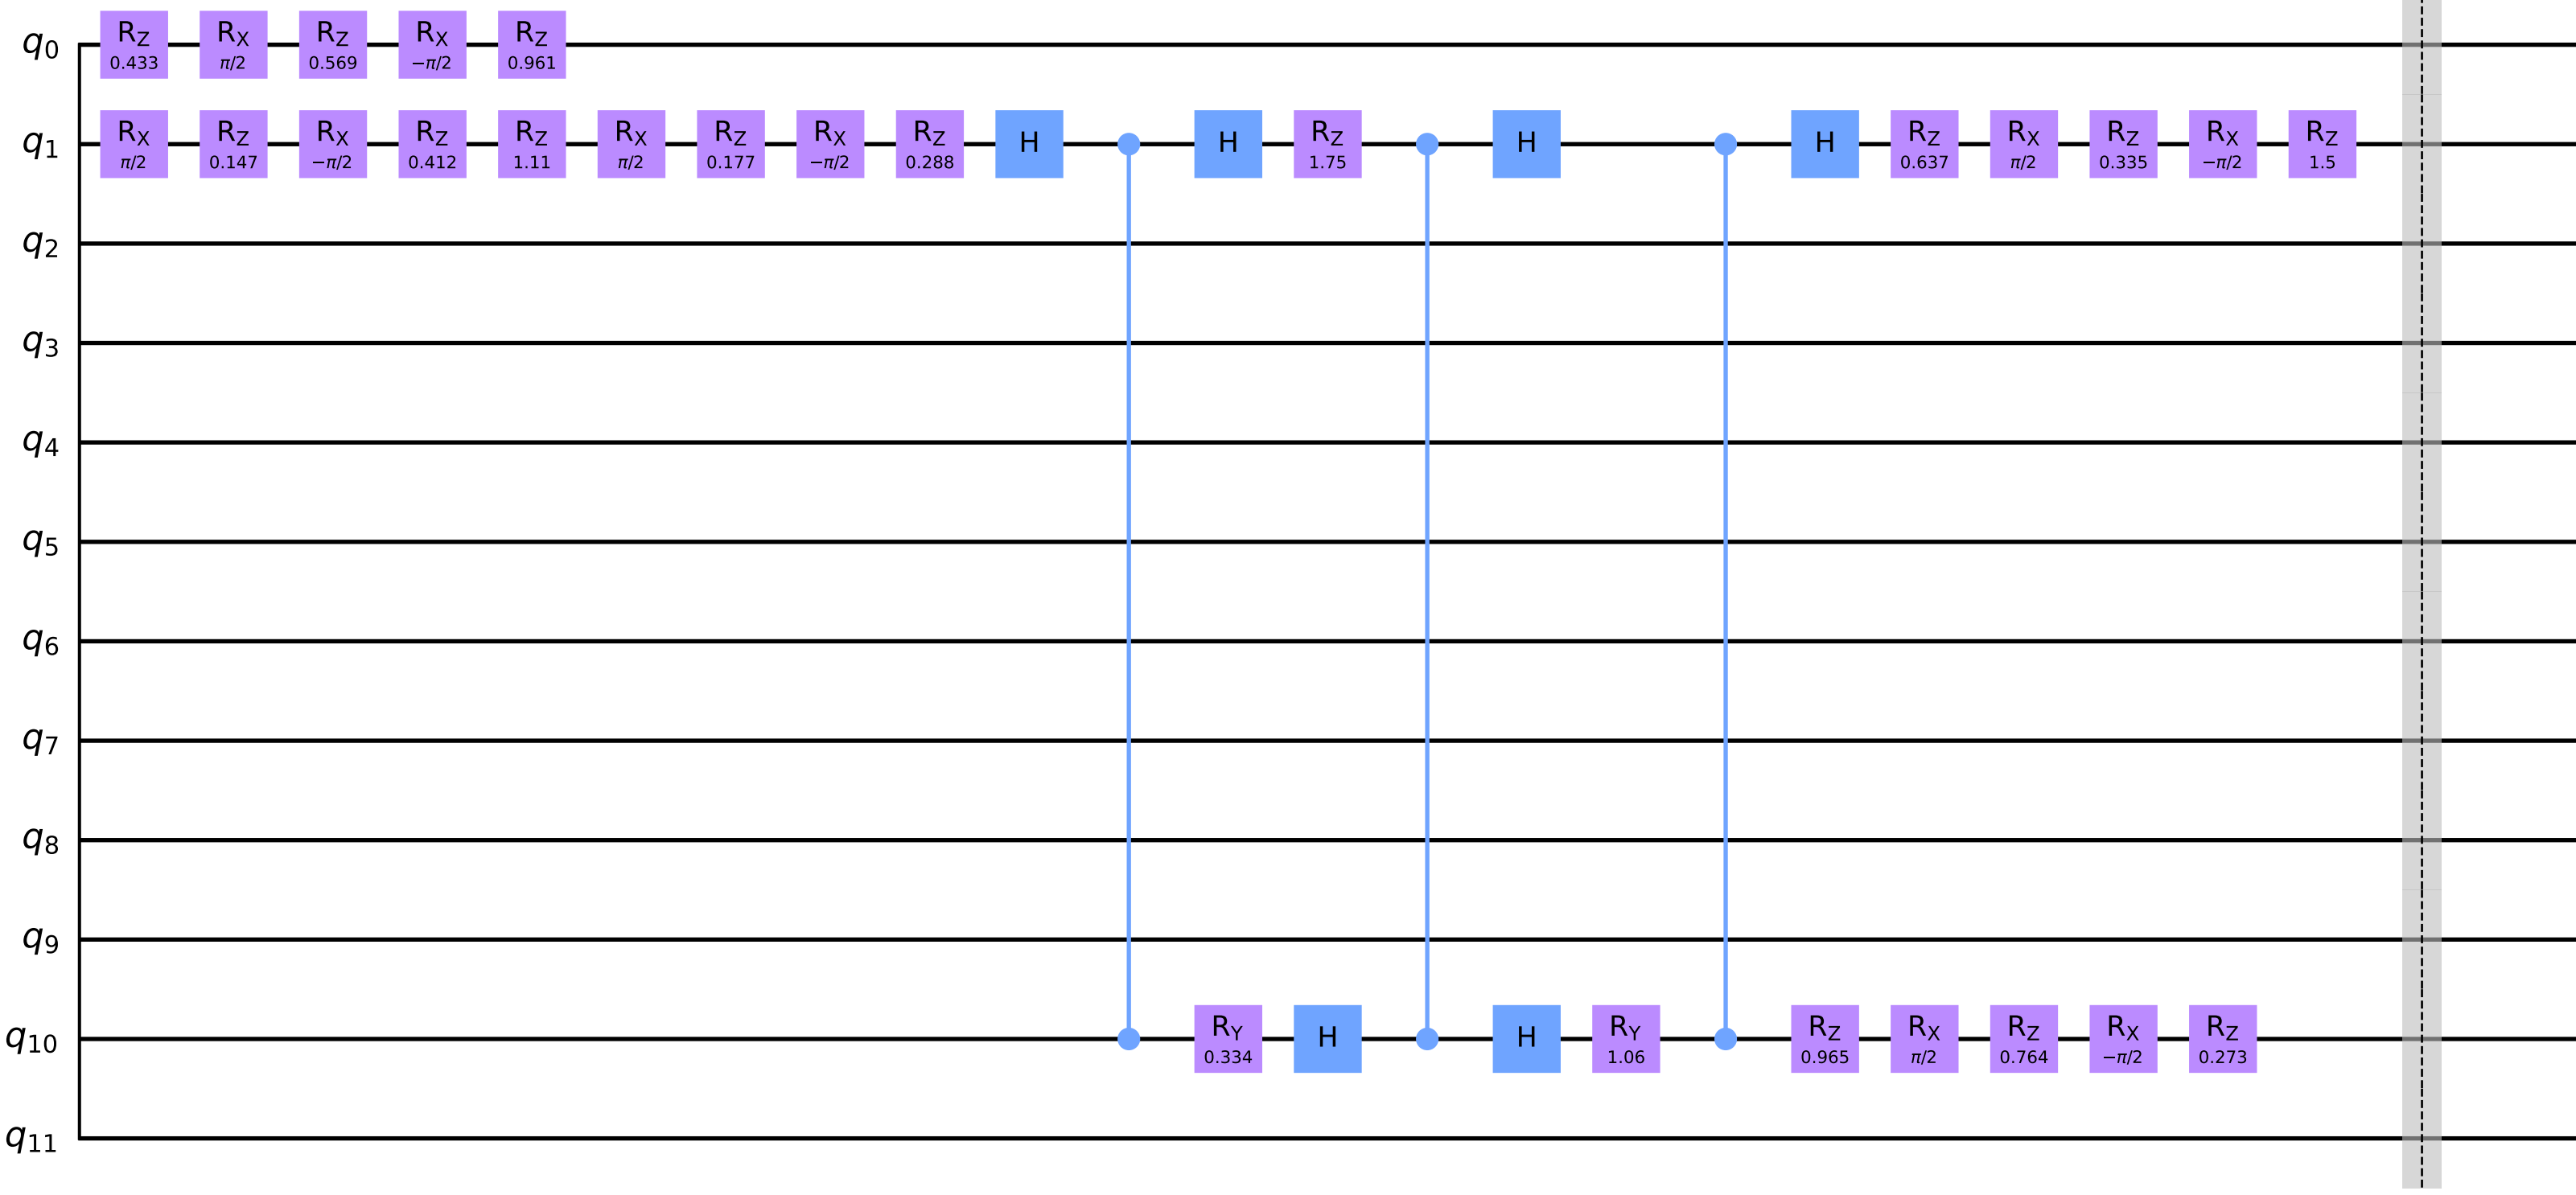 q0 RZ 0.433 RX π/2 RZ 0.569 RX −π/2 RZ 0.961
q1 RX π/2 RZ 0.147 RX −π/2 RZ 0.412 RZ 1.11 RX π/2 RZ 0.177 RX −π/2 RZ 0.288 H H RZ 1.75 H H RZ 0.637 RX π/2 RZ 0.335 RX −π/2 RZ 1.5
q2
q3
q4
q5
q6
q7
q8
q9
q10 RY 0.334 H H RY 1.06 RZ 0.965 RX π/2 RZ 0.764 RX −π/2 RZ 0.273
q11